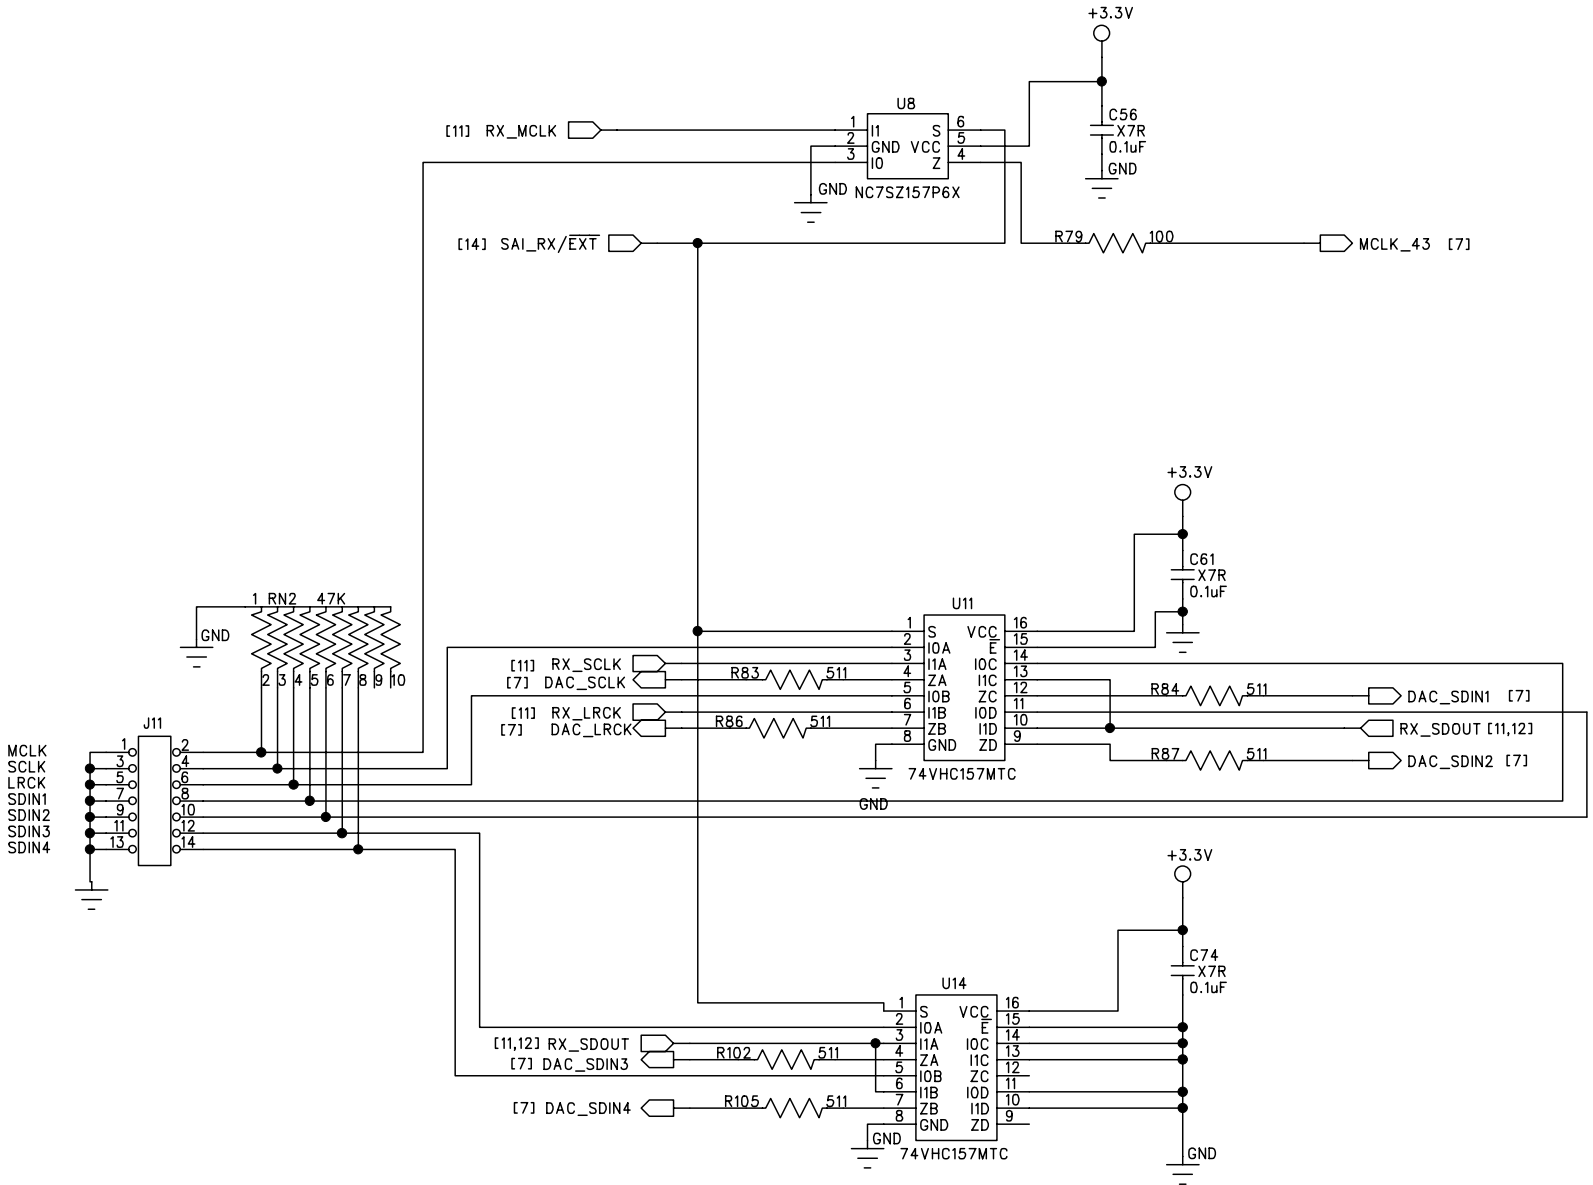 +3.3V
U8
C56
X7R
0.1uF
GND
[11] RX_MCLK
1 I1 S 6
2 GND VCC 5
3 I0 Z 4
GND
NC7SZ157P6X
[14] SAI_RX/EXT
R79 100
MCLK_43 [7]
+3.3V
C61
X7R
0.1uF
1 RN2 47K
GND
2 3 4 5 6 7 8 9 10
U11
1 S VCC 16
2 I0A E 15
[11] RX_SCLK 3 I1A I0C 14
[7] DAC_SCLK R83 511 4 ZA I1C 13
5 I0B ZC 12 R84 511 DAC_SDIN1 [7]
[11] RX_LRCK 6 I1B I0D 11
[7] DAC_LRCK R86 511 7 ZB I1D 10 RX_SDOUT [11,12]
8 GND ZD 9 R87 511 DAC_SDIN2 [7]
74VHC157MTC
GND
J11
MCLK 1 2
SCLK 3 4
LRCK 5 6
SDIN1 7 8
SDIN2 9 10
SDIN3 11 12
SDIN4 13 14
+3.3V
C74
X7R
0.1uF
U14
1 S VCC 16
2 I0A E 15
[11,12] RX_SDOUT 3 I1A I0C 14
[7] DAC_SDIN3 R102 511 4 ZA I1C 13
5 I0B ZC 12
6 I1B I0D 11
[7] DAC_SDIN4 R105 511 7 ZB I1D 10
8 GND ZD 9
GND
74VHC157MTC
GND